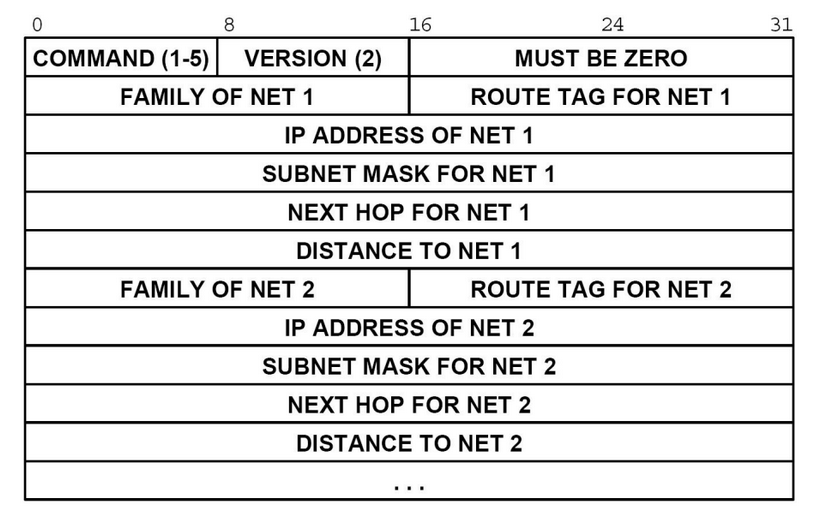 0 8 16 24 31
COMMAND (1-5) VERSION (2) MUST BE ZERO
FAMILY OF NET 1 ROUTE TAG FOR NET 1
IP ADDRESS OF NET 1
SUBNET MASK FOR NET 1
NEXT HOP FOR NET 1
DISTANCE TO NET 1
FAMILY OF NET 2 ROUTE TAG FOR NET 2
IP ADDRESS OF NET 2
SUBNET MASK FOR NET 2
NEXT HOP FOR NET 2
DISTANCE TO NET 2
...